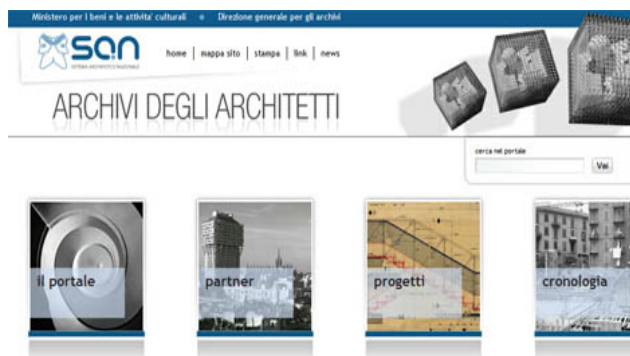 Ministero per i beni e le attivita' culturali • Direzione generale per gli archivi
san
SISTEMA ARCHIVISTICO NAZIONALE
home | mappa sito | stampa | link | news
ARCHIVI DEGLI ARCHITETTI
cerca nel portale
Vai
il portale
partner
progetti
cronologia